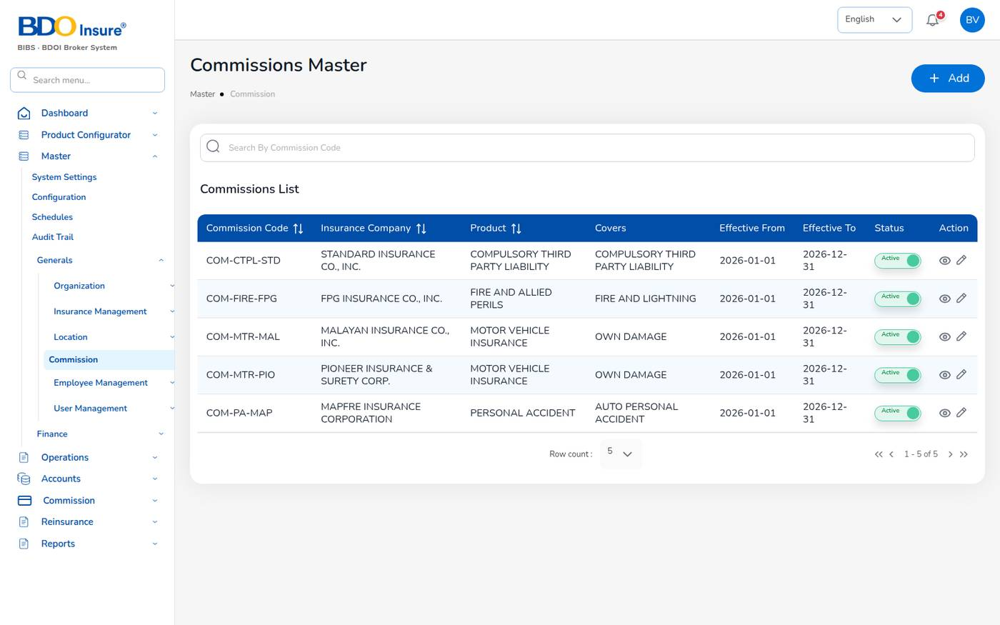 BDO Insure®
BIBS · BDOI Broker System
Search menu...
Dashboard
Product Configurator
Master
System Settings
Configuration
Schedules
Audit Trail
Generals
Organization
Insurance Management
Location
Commission
Employee Management
User Management
Finance
Operations
Accounts
Commission
Reinsurance
Reports
English
4
BV
Commissions Master
Master • Commission
+ Add
Search By Commission Code
Commissions List
Commission Code Insurance Company Product Covers Effective From Effective To Status Action
COM-CTPL-STD
STANDARD INSURANCE
CO., INC.
COMPULSORY THIRD
PARTY LIABILITY
COMPULSORY THIRD
PARTY LIABILITY
2026-01-01
2026-12-
31
Active
COM-FIRE-FPG
FPG INSURANCE CO., INC.
FIRE AND ALLIED
PERILS
FIRE AND LIGHTNING
2026-01-01
2026-12-
31
Active
COM-MTR-MAL
MALAYAN INSURANCE CO.,
INC.
MOTOR VEHICLE
INSURANCE
OWN DAMAGE
2026-01-01
2026-12-
31
Active
COM-MTR-PIO
PIONEER INSURANCE &
SURETY CORP.
MOTOR VEHICLE
INSURANCE
OWN DAMAGE
2026-01-01
2026-12-
31
Active
COM-PA-MAP
MAPFRE INSURANCE
CORPORATION
PERSONAL ACCIDENT
AUTO PERSONAL
ACCIDENT
2026-01-01
2026-12-
31
Active
Row count : 5
1 - 5 of 5